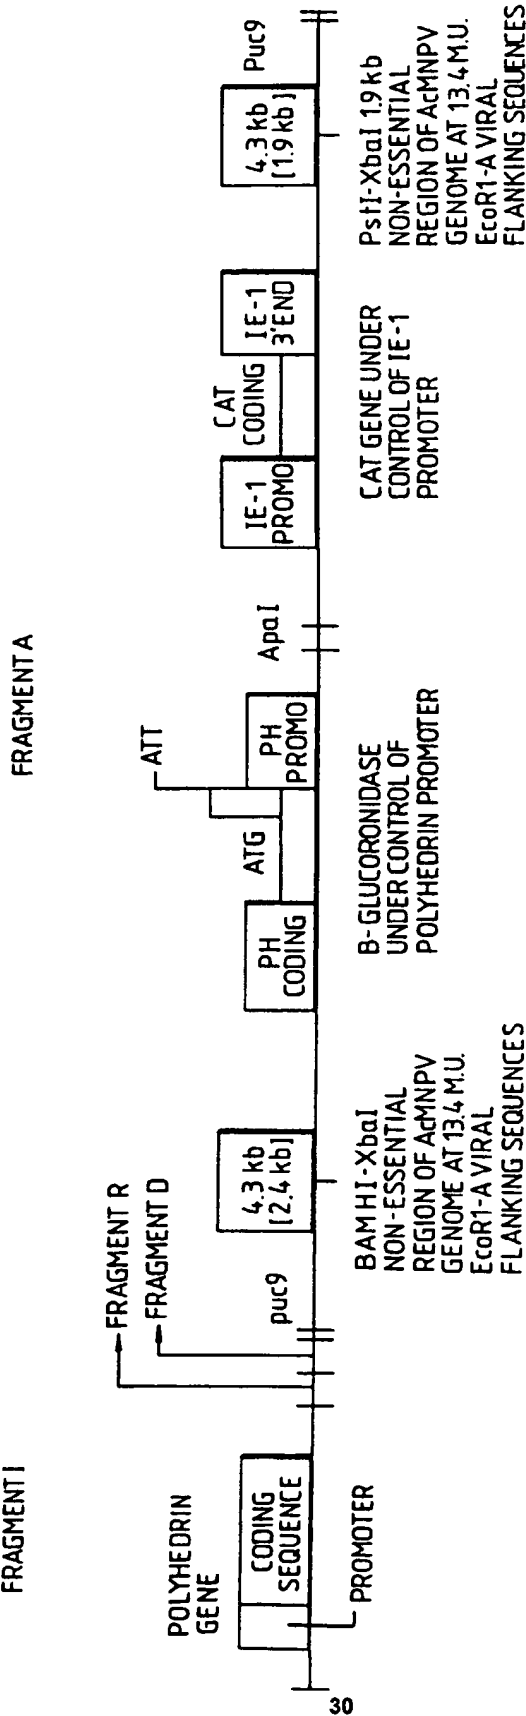 FRAGMENT I
FRAGMENT A
POLYHEDRIN
GENE
CODING
SEQUENCE
PROMOTER
30
FRAGMENT R
FRAGMENT D
puc9
4.3 kb
[2.4 kb]
BAM HI-XbaI
NON-ESSENTIAL
REGION OF AcMNPV
GENOME AT 13.4 M.U.
EcoR1-A VIRAL
FLANKING SEQUENCES
PH
CODING
ATG
ATT
PH
PROMO
B-GLUCORONIDASE
UNDER CONTROL OF
POLYHEDRIN PROMOTER
ApaI
IE-1
PROMO
CAT
CODING
IE-1
3'END
CAT GENE UNDER
CONTROL OF IE-1
PROMOTER
4.3 kb
[1.9 kb]
Puc9
PstI-XbaI 1.9 kb
NON-ESSENTIAL
REGION OF AcMNPV
GENOME AT 13.4 M.U.
EcoR1-A VIRAL
FLANKING SEQUENCES